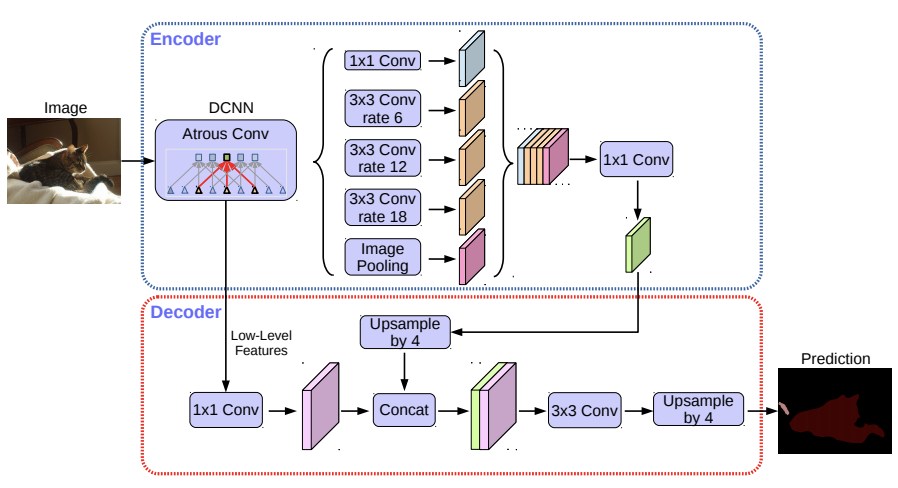 Encoder
Image
DCNN
Atrous Conv
1x1 Conv
3x3 Conv
rate 6
3x3 Conv
rate 12
3x3 Conv
rate 18
Image
Pooling
1x1 Conv
Decoder
Low-Level
Features
Upsample
by 4
1x1 Conv
Concat
3x3 Conv
Upsample
by 4
Prediction